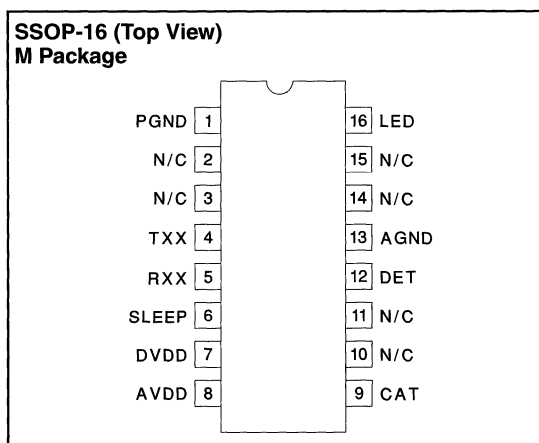 SSOP-16 (Top View)
M Package
PGND 1 16 LED
N/C 2 15 N/C
N/C 3 14 N/C
TXX 4 13 AGND
RXX 5 12 DET
SLEEP 6 11 N/C
DVDD 7 10 N/C
AVDD 8 9 CAT